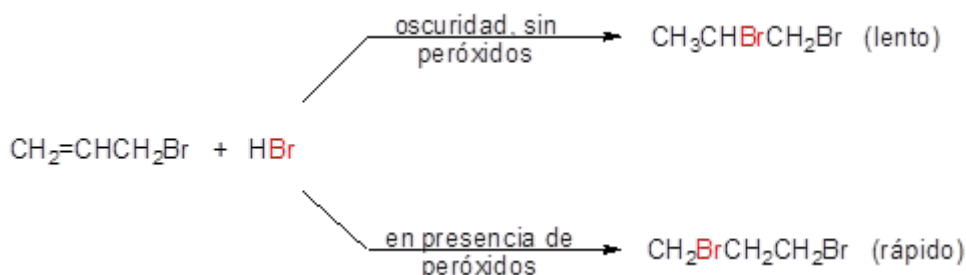 oscuridad, sin
peróxidos
CH₃CHBrCH₂Br (lento)
CH₂=CHCH₂Br + HBr
en presencia de
peróxidos
CH₂BrCH₂CH₂Br (rápido)